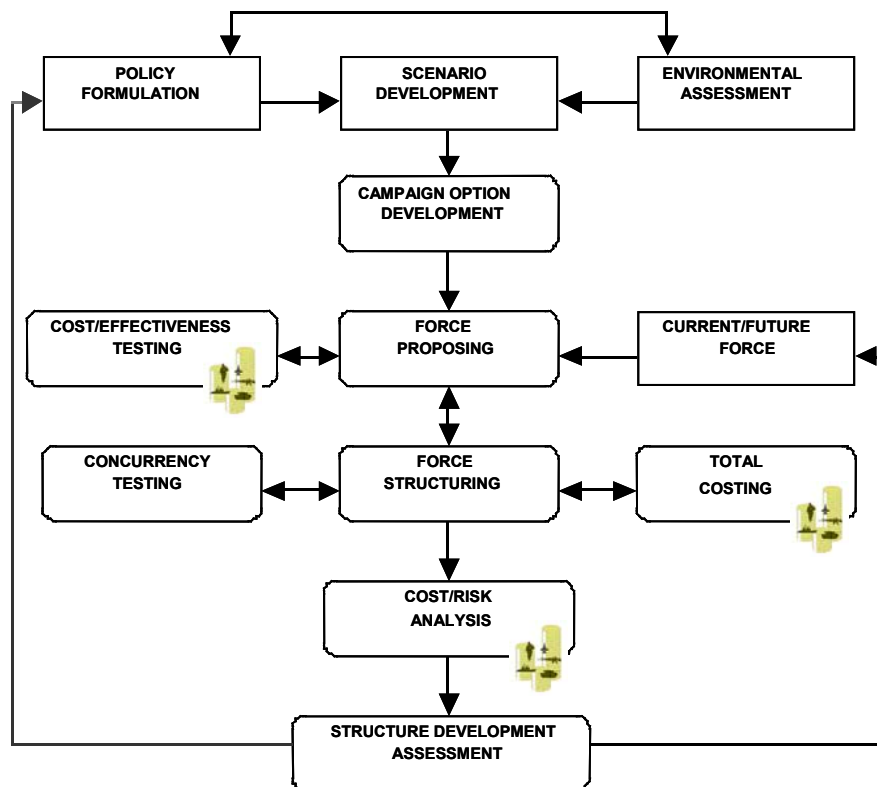 POLICY
FORMULATION
SCENARIO
DEVELOPMENT
ENVIRONMENTAL
ASSESSMENT
CAMPAIGN OPTION
DEVELOPMENT
COST/EFFECTIVENESS
TESTING
FORCE
PROPOSING
CURRENT/FUTURE
FORCE
CONCURRENCY
TESTING
FORCE
STRUCTURING
TOTAL
COSTING
COST/RISK
ANALYSIS
STRUCTURE DEVELOPMENT
ASSESSMENT